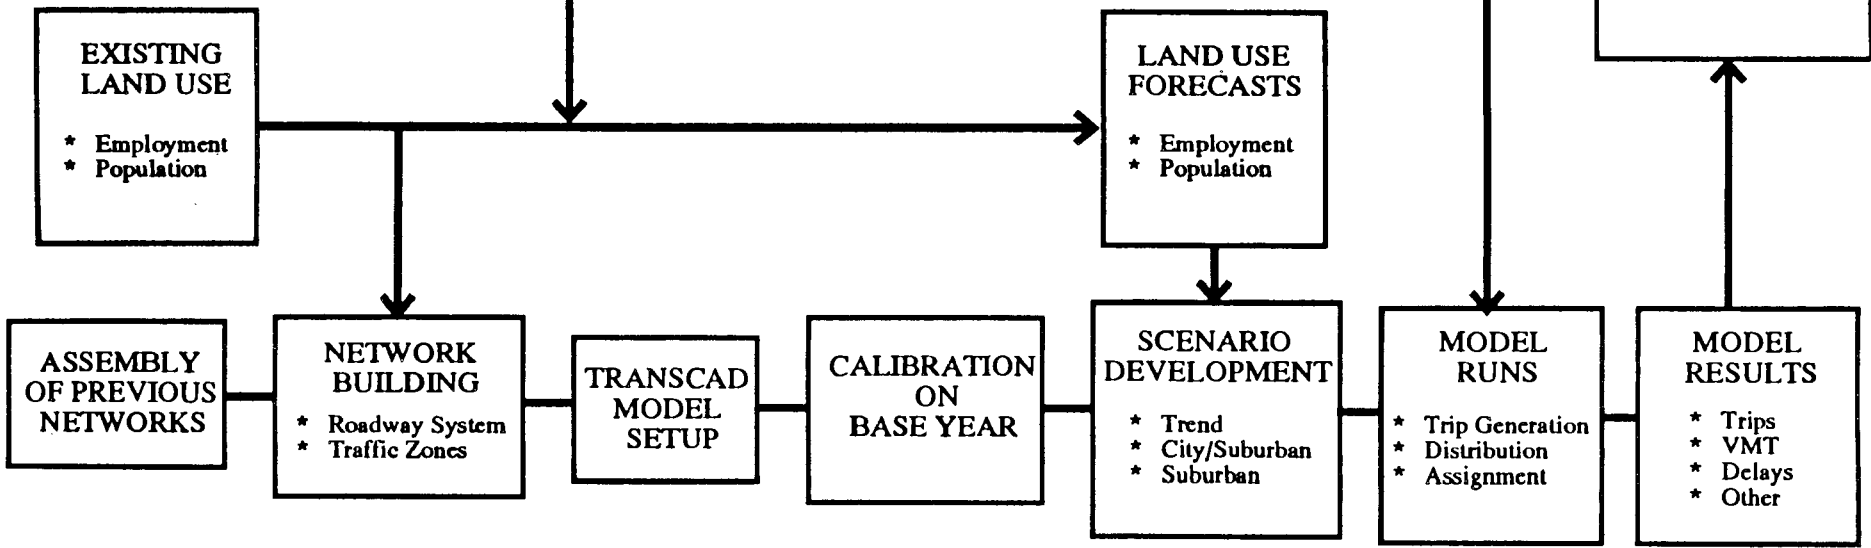 EXISTING
LAND USE
* Employment
* Population
LAND USE
FORECASTS
* Employment
* Population
ASSEMBLY
OF PREVIOUS
NETWORKS
NETWORK
BUILDING
* Roadway System
* Traffic Zones
TRANSCAD
MODEL
SETUP
CALIBRATION
ON
BASE YEAR
SCENARIO
DEVELOPMENT
* Trend
* City/Suburban
* Suburban
MODEL
RUNS
* Trip Generation
* Distribution
* Assignment
MODEL
RESULTS
* Trips
* VMT
* Delays
* Other